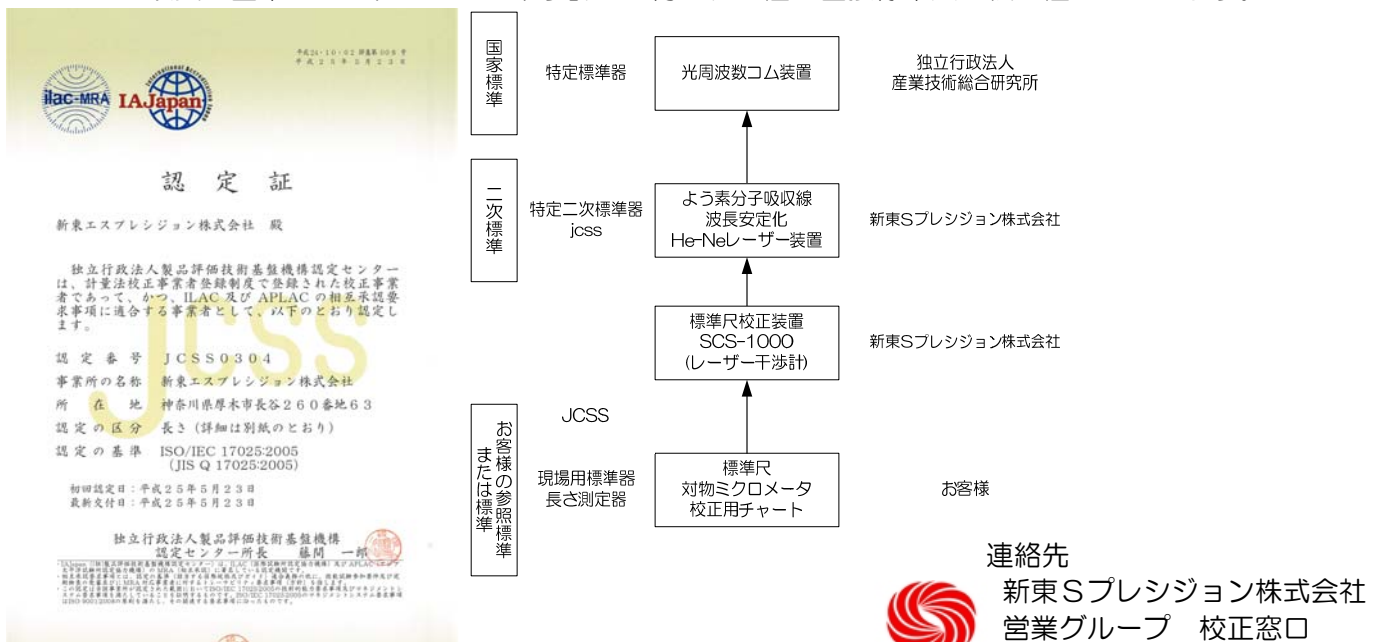 平成24・10・02評基第009号
平成25年5月23日
ilac-MRA
International Accreditation
IAJapan
認定証
新東エスプレシジョン株式会社 殿
独立行政法人製品評価技術基盤機構認定センター
は、計量法校正事業者登録制度で登録された校正事業
者であって、かつ、ILAC 及び APLAC の相互承認要
求事項に適合する事業者として、以下のとおり認定し
ます。
jcss
認定番号 JCSS0304
事業所の名称 新東エスプレシジョン株式会社
所在地 神奈川県厚木市長谷260番地63
認定の区分 長さ(詳細は別紙のとおり)
認定の基準 ISO/IEC 17025:2005
(JIS Q 17025:2005)
初回認定日:平成25年5月23日
最新交付日:平成25年5月23日
独立行政法人製品評価技術基盤機構
認定センター所長 藤間 一郎
国家標準
特定標準器
光周波数コム装置
独立行政法人
産業技術総合研究所
二次標準
特定二次標準器
jcss
よう素分子吸収線
波長安定化
He-Neレーザー装置
新東Sプレシジョン株式会社
標準尺校正装置
SCS-1000
(レーザー干渉計)
新東Sプレシジョン株式会社
お客様の参照標準
または標準
JCSS
現場用標準器
長さ測定器
標準尺
対物ミクロメータ
校正用チャート
お客様
連絡先
新東Sプレシジョン株式会社
営業グループ 校正窓口